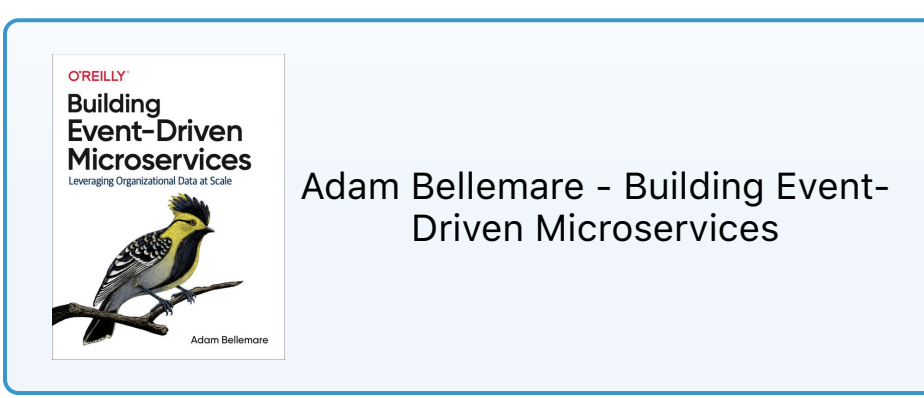 O'REILLY®
Building
Event-Driven
Microservices
Leveraging Organizational Data at Scale
Adam Bellemare
Adam Bellemare - Building Event-
Driven Microservices